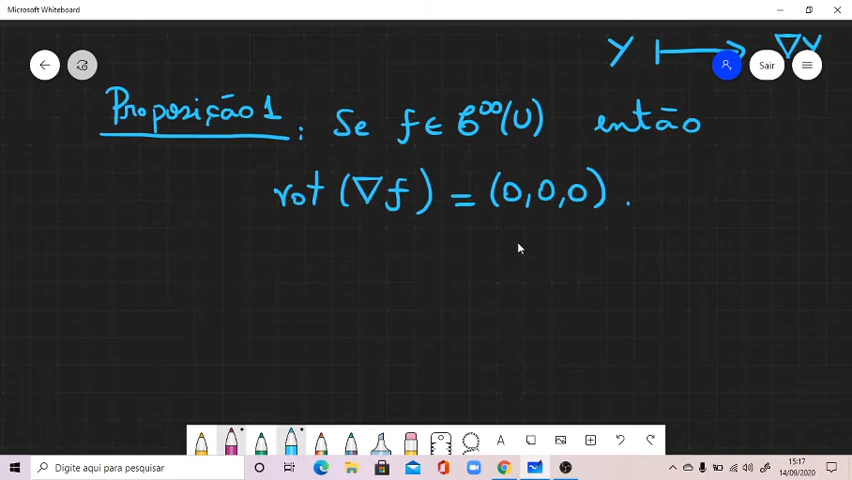 Microsoft Whiteboard
Y ↦ ∇Y
Sair
Proposição 1: Se f ∈ C^∞(U) então
rot (∇f) = (0,0,0).
A
Digite aqui para pesquisar
15:17
14/09/2020